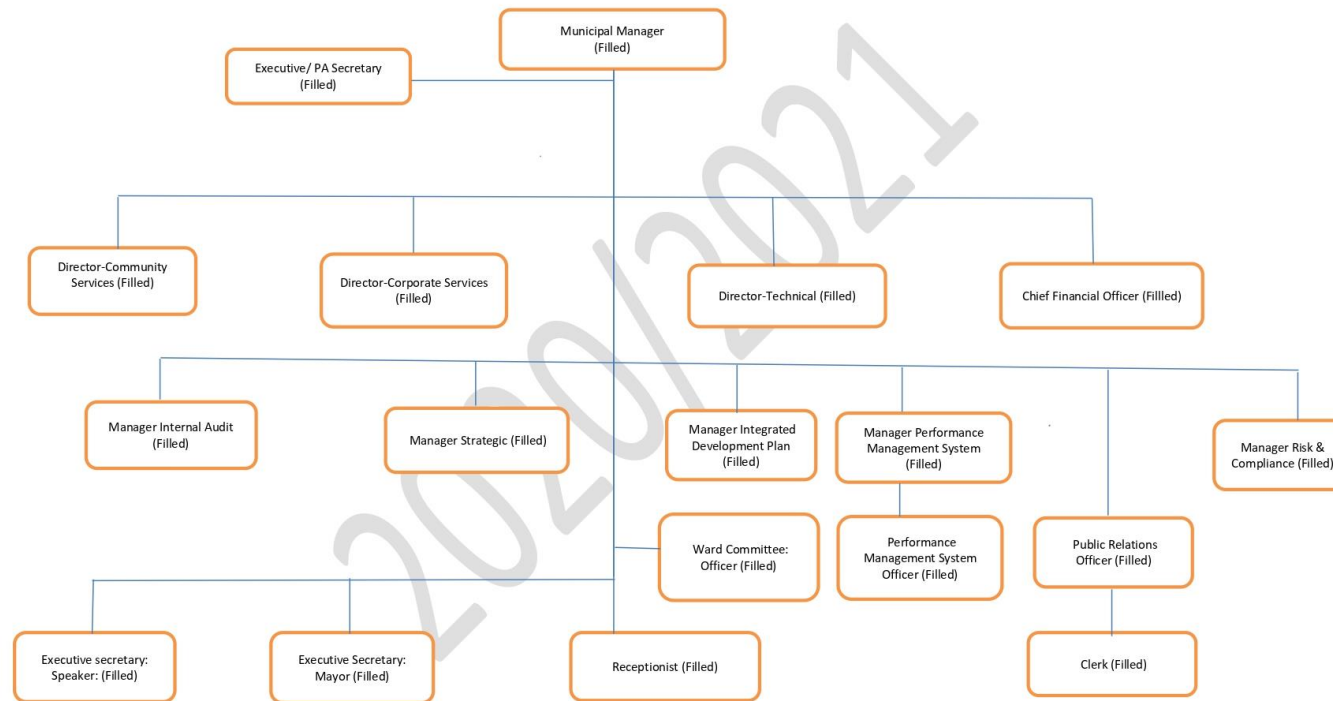 Municipal Manager
(Filled)
Executive/ PA Secretary
(Filled)
2020/2021
Director-Community
Services (Filled)
Director-Corporate Services
(Filled)
Director-Technical (Filled)
Chief Financial Officer (Fillled)
Manager Internal Audit
(Filled)
Manager Strategic (Filled)
Manager Integrated
Development Plan
(Filled)
Manager Performance
Management System
(Filled)
Manager Risk &
Compliance (Filled)
Ward Committee:
Officer (Filled)
Performance
Management System
Officer (Filled)
Public Relations
Officer (Filled)
Executive secretary:
Speaker: (Filled)
Executive Secretary:
Mayor (Filled)
Receptionist (Filled)
Clerk (Filled)